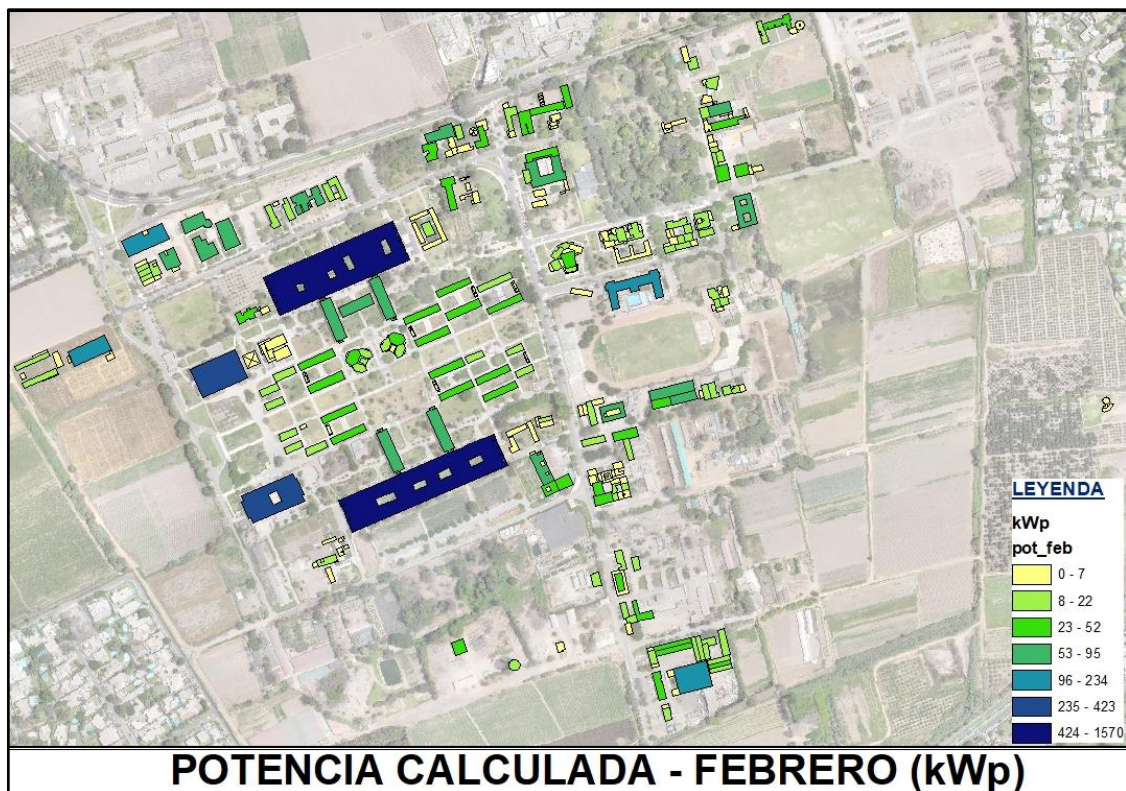 LEYENDA
kWp
pot_feb
0 - 7
8 - 22
23 - 52
53 - 95
96 - 234
235 - 423
424 - 1570
POTENCIA CALCULADA - FEBRERO (kWp)